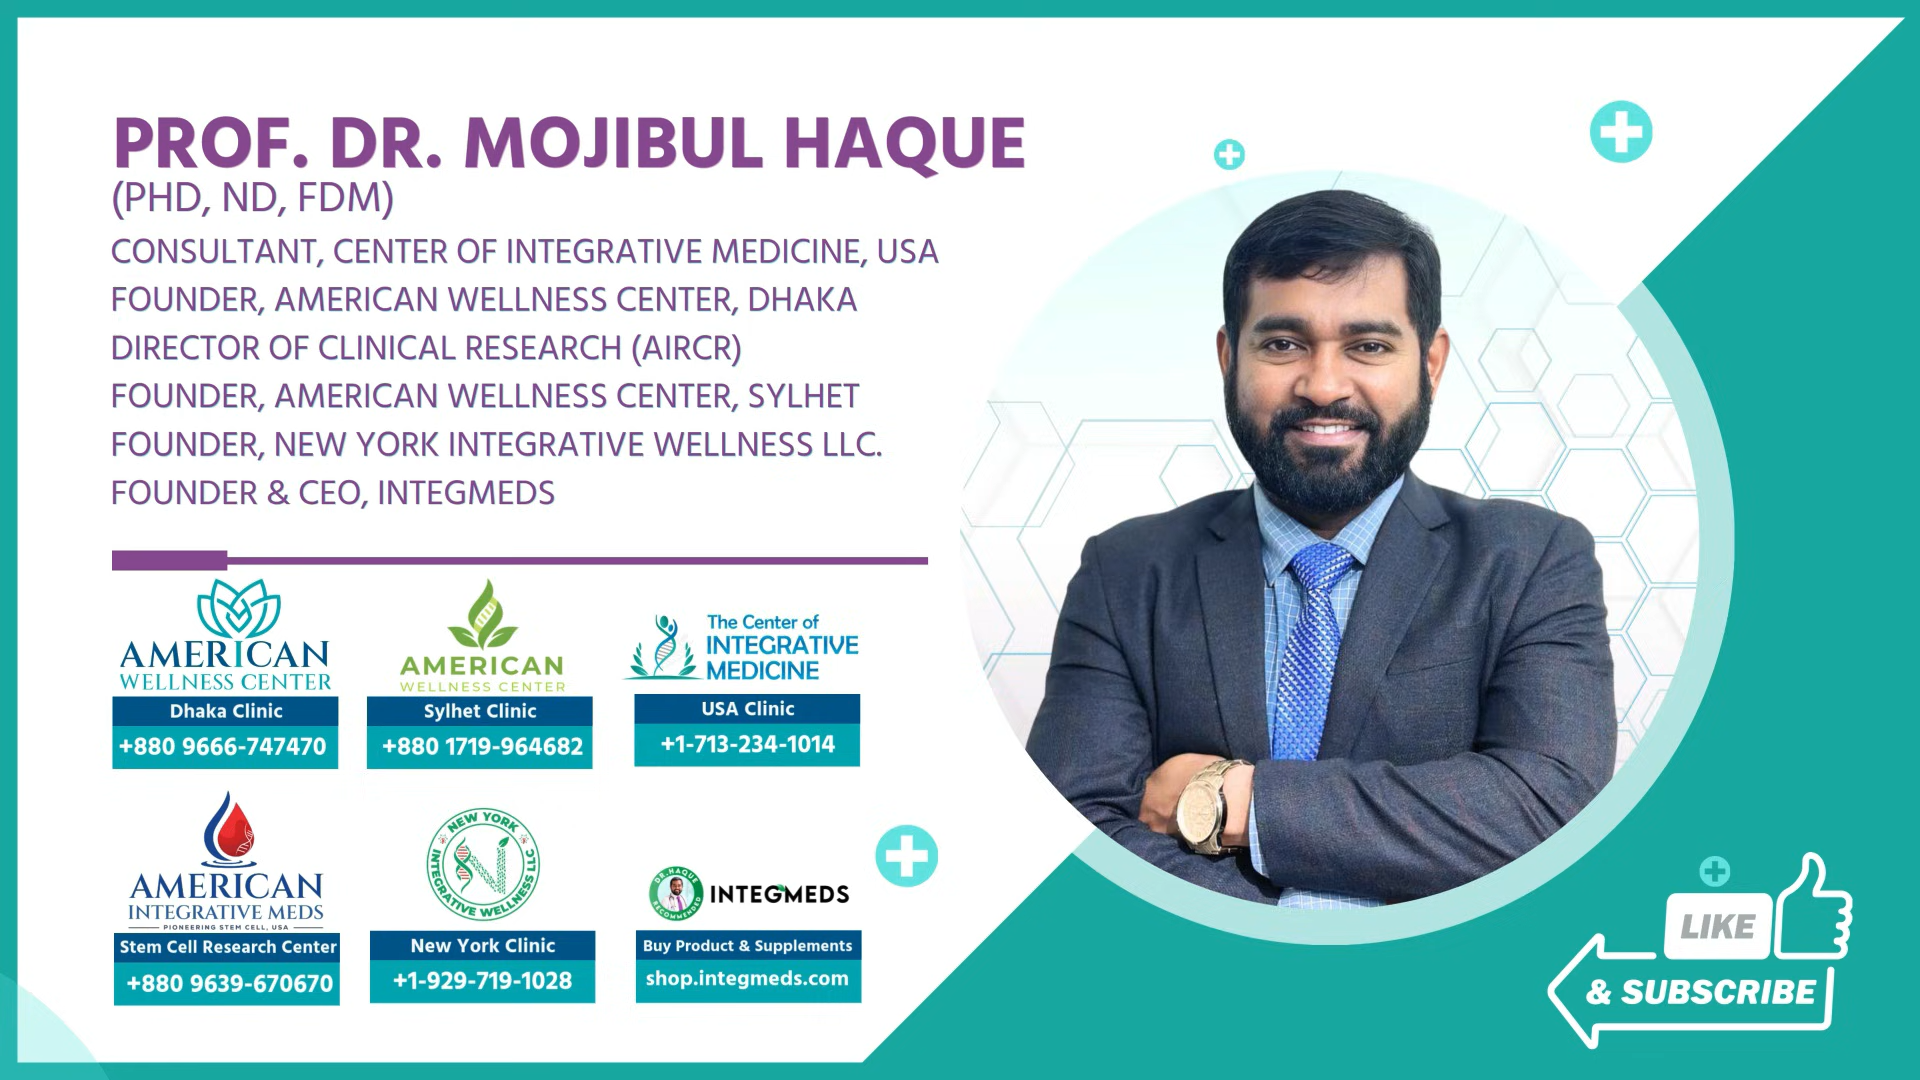 PROF. DR. MOJIBUL HAQUE
(PHD, ND, FDM)
CONSULTANT, CENTER OF INTEGRATIVE MEDICINE, USA
FOUNDER, AMERICAN WELLNESS CENTER, DHAKA
DIRECTOR OF CLINICAL RESEARCH (AIRCR)
FOUNDER, AMERICAN WELLNESS CENTER, SYLHET
FOUNDER, NEW YORK INTEGRATIVE WELLNESS LLC.
FOUNDER & CEO, INTEGMEDS
AMERICAN
WELLNESS CENTER
Dhaka Clinic
+880 9666-747470
AMERICAN
WELLNESS CENTER
Sylhet Clinic
+880 1719-964682
The Center of
INTEGRATIVE
MEDICINE
USA Clinic
+1-713-234-1014
AMERICAN
INTEGRATIVE MEDS
PIONEERING STEM CELL, USA
Stem Cell Research Center
+880 9639-670670
NEW YORK
INTEGRATIVE WELLNESS LLC
New York Clinic
+1-929-719-1028
DR. HAQUE
RECOMMENDED
INTEGMEDS
Buy Product & Supplements
shop.integmeds.com
LIKE
& SUBSCRIBE